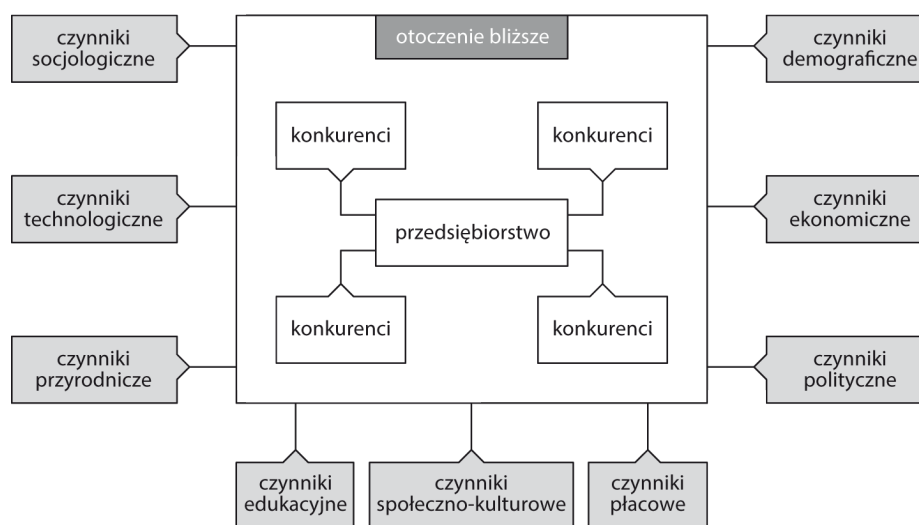 otoczenie bliższe
czynniki
socjologiczne
czynniki
demograficzne
konkurenci
konkurenci
czynniki
technologiczne
przedsiębiorstwo
czynniki
ekonomiczne
konkurenci
konkurenci
czynniki
przyrodnicze
czynniki
polityczne
czynniki
edukacyjne
czynniki
społeczno-kulturowe
czynniki
płacowe